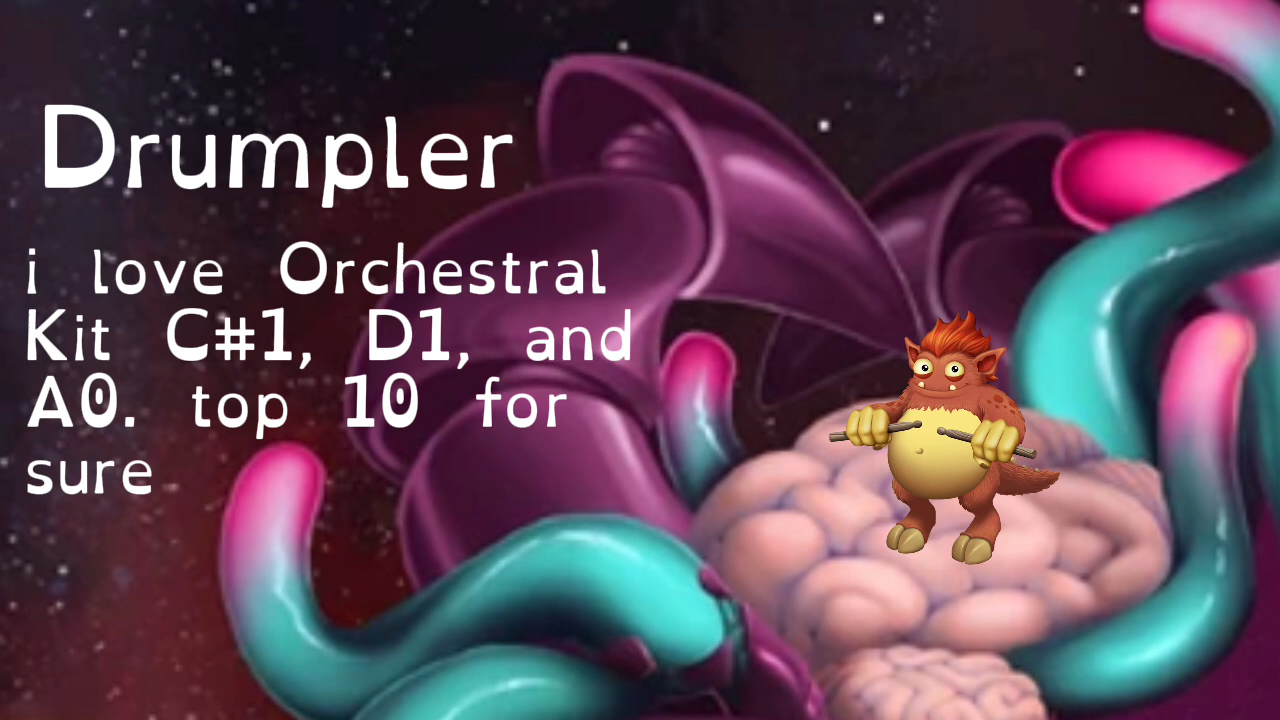 Drumpler
i love Orchestral
Kit C#1, D1, and
A0. top 10 for
sure